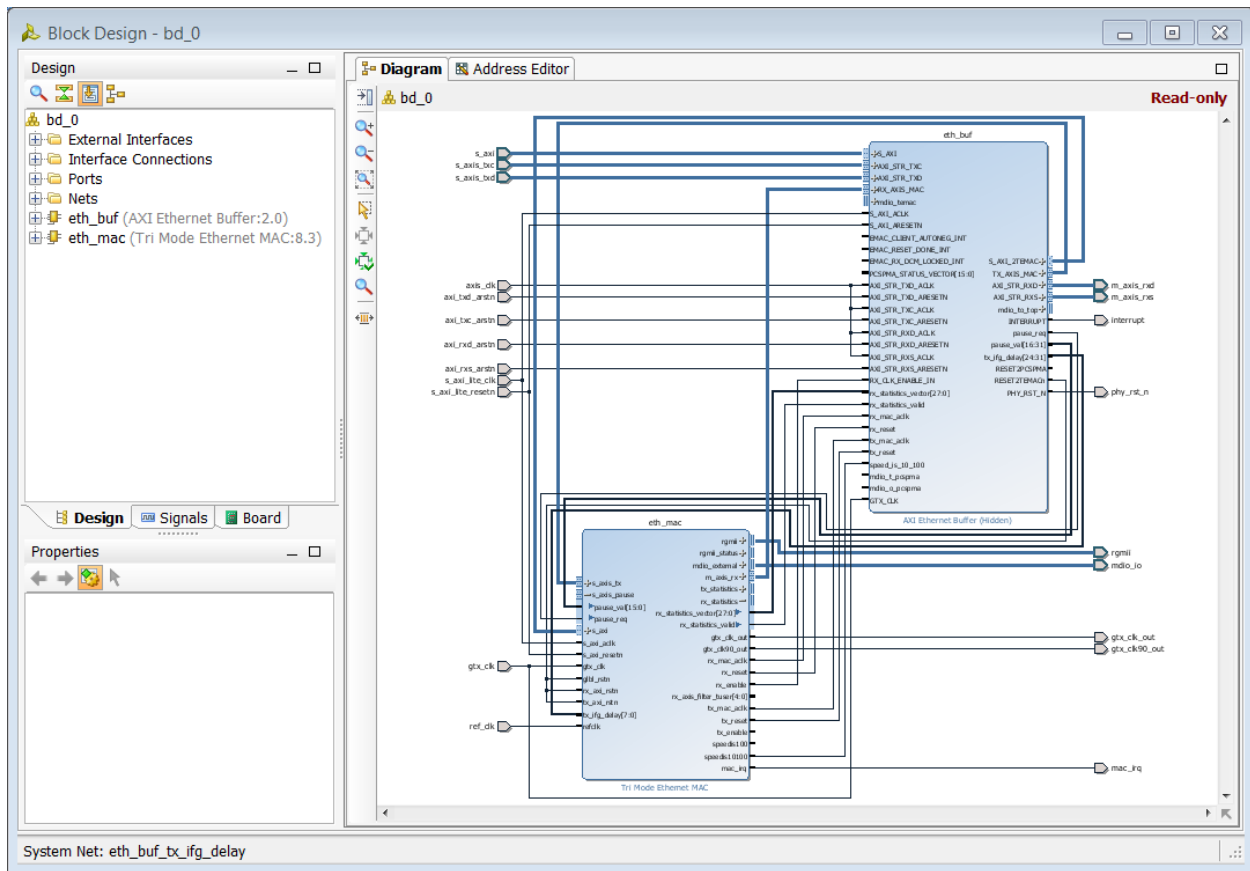 Block Design - bd_0
Design
bd_0
External Interfaces
Interface Connections
Ports
Nets
eth_buf (AXI Ethernet Buffer:2.0)
eth_mac (Tri Mode Ethernet MAC:8.3)
Design Signals Board
Properties
Diagram Address Editor
bd_0 Read-only
s_axi
s_axis_txc
s_axis_txd
axis_clk
axi_txd_arstn
axi_txc_arstn
axi_rxd_arstn
axi_rxs_arstn
s_axi_lite_clk
s_axi_lite_resetn
gtx_clk
ref_clk
eth_buf
S_AXI
AXI_STR_TXC
AXI_STR_TXD
RX_AXIS_MAC
mdio_temac
S_AXI_ACLK
S_AXI_ARESETN
EMAC_CLIENT_AUTONEG_INT
EMAC_RESET_DONE_INT
EMAC_RX_DCM_LOCKED_INT
PCSPMA_STATUS_VECTOR[15:0]
AXI_STR_TXD_ACLK
AXI_STR_TXD_ARESETN
AXI_STR_TXC_ACLK
AXI_STR_TXC_ARESETN
AXI_STR_RXD_ACLK
AXI_STR_RXD_ARESETN
AXI_STR_RXS_ACLK
AXI_STR_RXS_ARESETN
RX_CLK_ENABLE_IN
rx_statistics_vector[27:0]
rx_statistics_valid
rx_mac_aclk
rx_reset
tx_mac_aclk
tx_reset
speed_is_10_100
mdio_t_pcspma
mdio_o_pcspma
GTX_CLK
S_AXI_2TEMAC
TX_AXIS_MAC
AXI_STR_RXD
AXI_STR_RXS
mdio_to_top
INTERRUPT
pause_req
pause_val[16:31]
tx_ifg_delay[24:31]
RESET2PCSPMA
RESET2TEMACn
PHY_RST_N
AXI Ethernet Buffer (Hidden)
eth_mac
s_axis_tx
s_axis_pause
pause_val[15:0]
pause_req
s_axi
s_axi_aclk
s_axi_resetn
gtx_clk
glbl_rstn
rx_axi_rstn
tx_axi_rstn
tx_ifg_delay[7:0]
refclk
rgmii
rgmii_status
mdio_external
m_axis_rx
tx_statistics
rx_statistics
rx_statistics_vector[27:0]
rx_statistics_valid
gtx_clk_out
gtx_clk90_out
rx_mac_aclk
rx_reset
rx_enable
rx_axis_filter_tuser[4:0]
tx_mac_aclk
tx_reset
tx_enable
speedis100
speedis10100
mac_irq
Tri Mode Ethernet MAC
m_axis_rxd
m_axis_rxs
interrupt
phy_rst_n
rgmii
mdio_io
gtx_clk_out
gtx_clk90_out
mac_irq
System Net: eth_buf_tx_ifg_delay